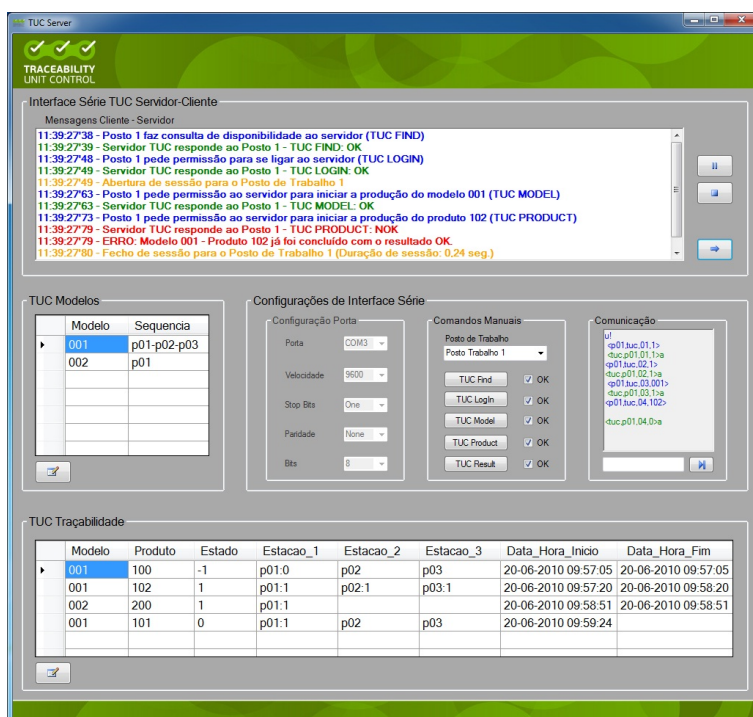 TUC Server
TRACEABILITY
UNIT CONTROL
Interface Série TUC Servidor-Cliente
Mensagens Cliente - Servidor
11:39:27'38 - Posto 1 faz consulta de disponibilidade ao servidor (TUC FIND)
11:39:27'39 - Servidor TUC responde ao Posto 1 - TUC FIND: OK
11:39:27'48 - Posto 1 pede permissão para se ligar ao servidor (TUC LOGIN)
11:39:27'49 - Servidor TUC responde ao Posto 1 - TUC LOGIN: OK
11:39:27'49 - Abertura de sessão para o Posto de Trabalho 1
11:39:27'63 - Posto 1 pede permissão ao servidor para iniciar a produção do modelo 001 (TUC MODEL)
11:39:27'63 - Servidor TUC responde ao Posto 1 - TUC MODEL: OK
11:39:27'73 - Posto 1 pede permissão ao servidor para iniciar a produção do produto 102 (TUC PRODUCT)
11:39:27'79 - Servidor TUC responde ao Posto 1 - TUC PRODUCT: NOK
11:39:27'79 - ERRO: Modelo 001 - Produto 102 já foi concluído com o resultado OK.
11:39:27'80 - Fecho de sessão para o Posto de Trabalho 1 (Duração de sessão: 0,24 seg.)
TUC Modelos
Modelo Sequencia
001 p01-p02-p03
002 p01
Configurações de Interface Série
Configuração Porta
Porta COM3
Velocidade 9600
Stop Bits One
Paridade None
Bits 8
Comandos Manuais
Posto de Trabalho
Posto Trabalho 1
TUC Find OK
TUC LogIn OK
TUC Model OK
TUC Product OK
TUC Result OK
Comunicação
u!
<p01,tuc,01,1>
<tuc,p01,01,1>a
<p01,tuc,02,1>
<tuc,p01,02,1>a
<p01,tuc,03,001>
<tuc,p01,03,1>a
<p01,tuc,04,102>
<tuc,p01,04,0>a
TUC Traçabilidade
Modelo Produto Estado Estacao_1 Estacao_2 Estacao_3 Data_Hora_Inicio Data_Hora_Fim
001 100 -1 p01:0 p02 p03 20-06-2010 09:57:05 20-06-2010 09:57:05
001 102 1 p01:1 p02:1 p03:1 20-06-2010 09:57:20 20-06-2010 09:58:20
002 200 1 p01:1 20-06-2010 09:58:51 20-06-2010 09:58:51
001 101 0 p01:1 p02 p03 20-06-2010 09:59:24